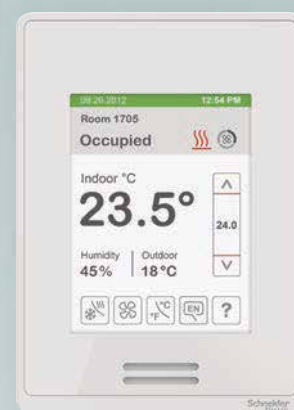 09.26.2012 12:54 PM
Room 1705
Occupied
Indoor °C
23.5°
24.0
Humidity Outdoor
45% 18°C
°F °C EN ?
Schneider